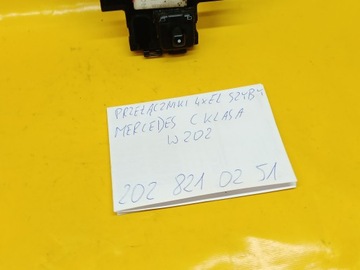 PRZEŁĄCZNIKI 4xEL SZYBY
MERCEDES C KLASA
W202
202 821 02 51